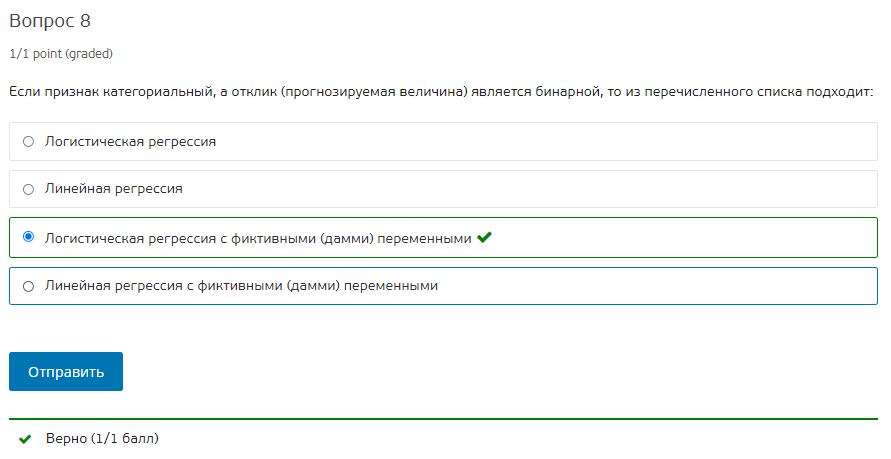 Вопрос 8
1/1 point (graded)
Если признак категориальный, а отклик (прогнозируемая величина) является бинарной, то из перечисленного списка подходит:
Логистическая регрессия
Линейная регрессия
Логистическая регрессия с фиктивными (дамми) переменными
Линейная регрессия с фиктивными (дамми) переменными
Отправить
Верно (1/1 балл)